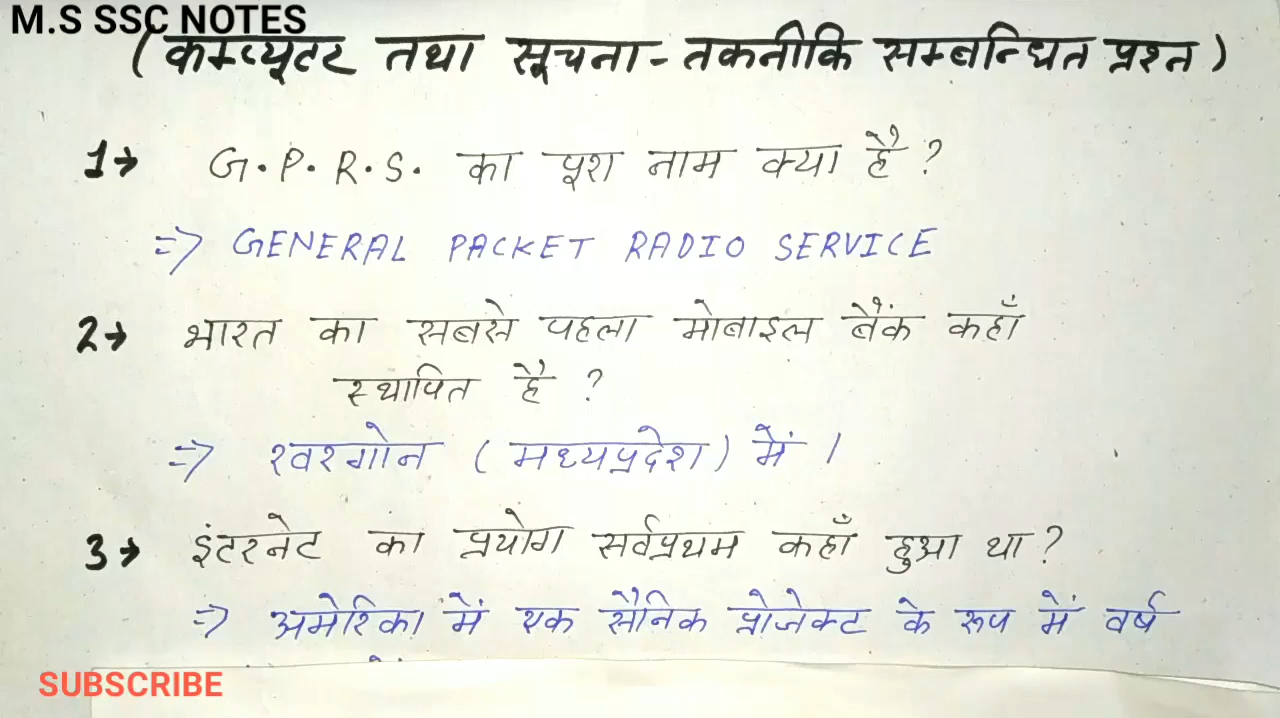 M.S SSC NOTES
(कम्प्यूटर तथा सूचना-तकनीकि सम्बन्धित प्रश्न)
1→ G.P.R.S. का पूरा नाम क्या है ?
=> GENERAL PACKET RADIO SERVICE
2→ भारत का सबसे पहला मोबाइल बैंक कहाँ
स्थापित है ?
=> खरगोन (मध्यप्रदेश) में ।
3→ इंटरनेट का प्रयोग सर्वप्रथम कहाँ हुआ था ?
=> अमेरिका में एक सैनिक प्रोजेक्ट के रूप में वर्ष
SUBSCRIBE